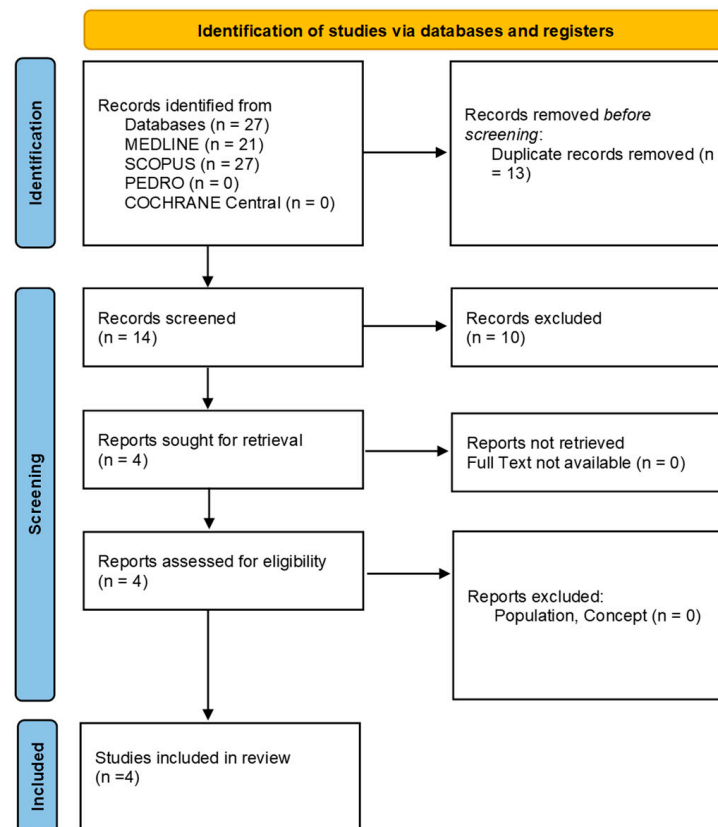 Identification of studies via databases and registers
Identification
Records identified from
Databases (n = 27)
MEDLINE (n = 21)
SCOPUS (n = 27)
PEDRO (n = 0)
COCHRANE Central (n = 0)
Records removed before
screening:
Duplicate records removed (n
= 13)
Screening
Records screened
(n = 14)
Records excluded
(n = 10)
Reports sought for retrieval
(n = 4)
Reports not retrieved
Full Text not available (n = 0)
Reports assessed for eligibility
(n = 4)
Reports excluded:
Population, Concept (n = 0)
Included
Studies included in review
(n =4)